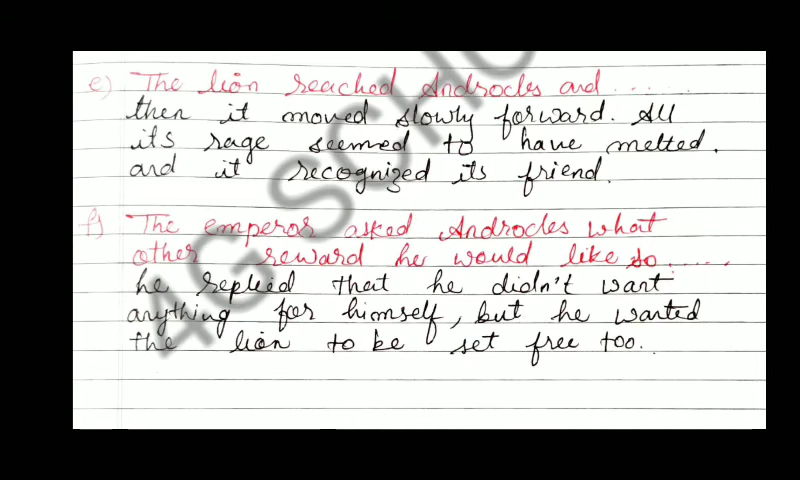 e) The lion reached Androcles and ......
then it moved slowly forward. All
its rage seemed to have melted.
and it recognized its friend.
f) The emperor asked Androcles what
other reward he would like so .....
he replied that he didn't want
anything for himself, but he wanted
the lion to be set free too.
4G SCHO